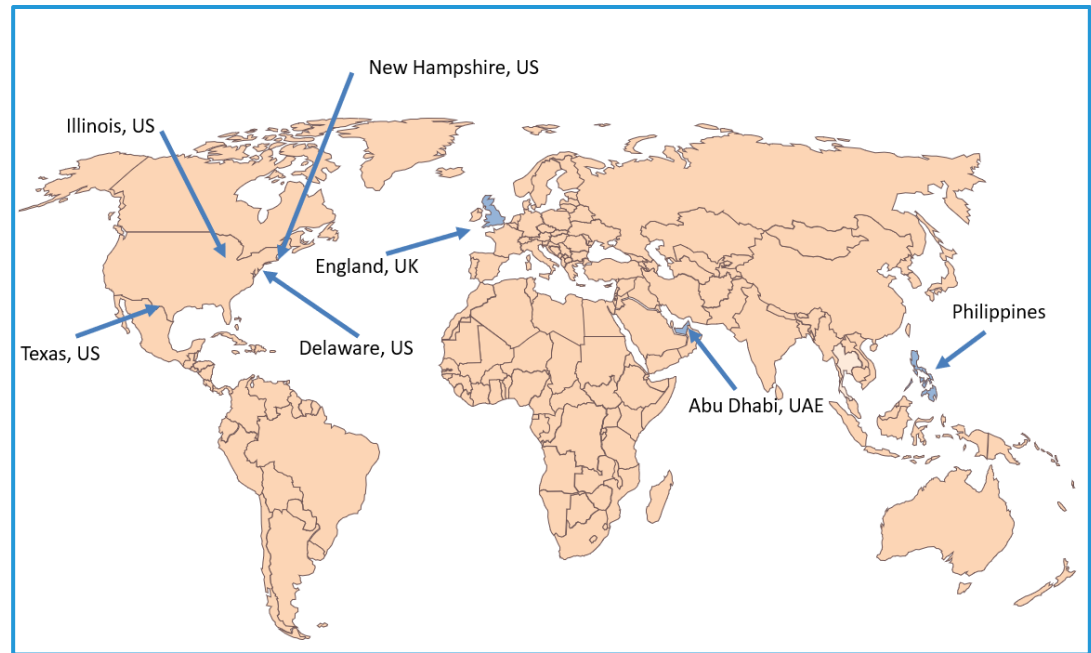 New Hampshire, US
Illinois, US
England, UK
Philippines
Texas, US
Delaware, US
Abu Dhabi, UAE